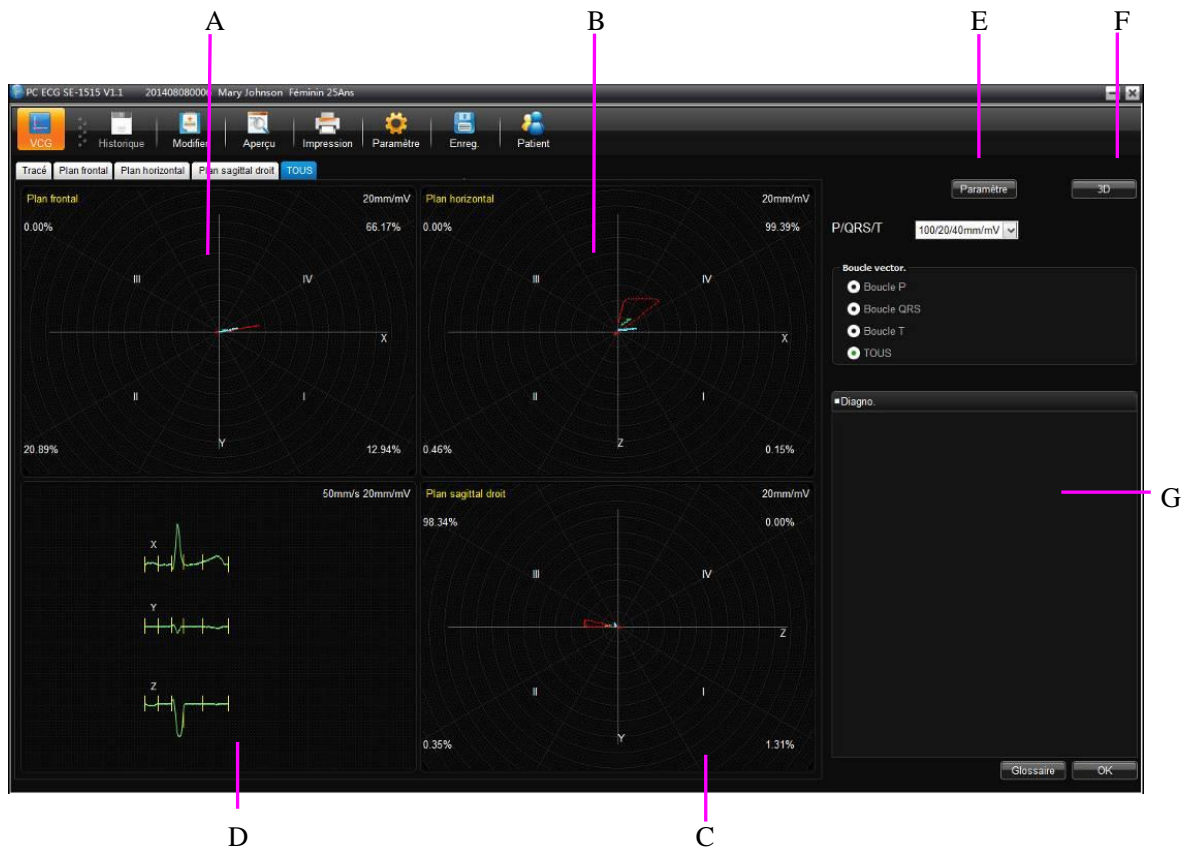 A B E F
PC ECG SE-1515 V1.1 20140808000 Mary Johnson Féminin 25Ans
VCG Historique Modifier Aperçu Impression Paramètre Enreg. Patient
Tracé Plan frontal Plan horizontal Plan sagittal droit TOUS
Plan frontal 20mm/mV
0.00% 66.17%
III IV
X
II I
Y
20.89% 12.94%
Plan horizontal 20mm/mV
0.00% 99.39%
III IV
X
II I
Z
0.46% 0.15%
50mm/s 20mm/mV
X
Y
Z
Plan sagittal droit 20mm/mV
98.34% 0.00%
III IV
Z
II I
Y
0.35% 1.31%
Paramètre 3D
P/QRS/T 100/20/40mm/mV
Boucle vector.
Boucle P
Boucle QRS
Boucle T
TOUS
Diagno.
G
Glossaire OK
D C